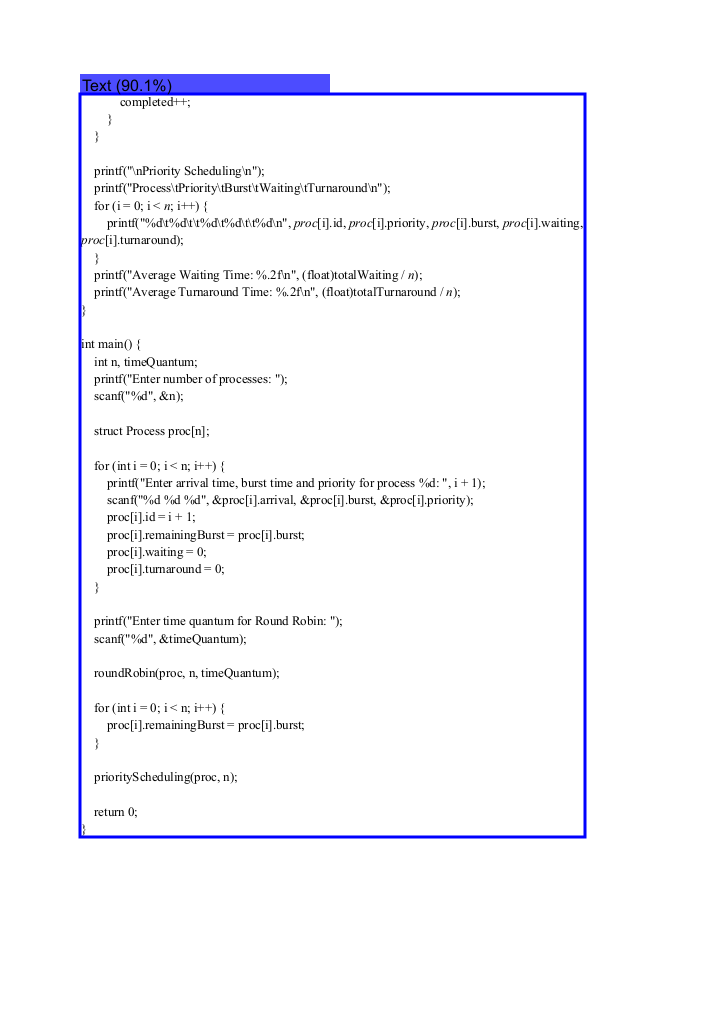 Text (90.1%)
            completed++;
        }
    }

    printf("\nPriority Scheduling\n");
    printf("Process\tPriority\tBurst\tWaiting\tTurnaround\n");
    for (i = 0; i < n; i++) {
        printf("%d\t%d\t\t%d\t%d\t\t%d\n", proc[i].id, proc[i].priority, proc[i].burst, proc[i].waiting,
proc[i].turnaround);
    }
    printf("Average Waiting Time: %.2f\n", (float)totalWaiting / n);
    printf("Average Turnaround Time: %.2f\n", (float)totalTurnaround / n);
}

int main() {
    int n, timeQuantum;
    printf("Enter number of processes: ");
    scanf("%d", &n);

    struct Process proc[n];

    for (int i = 0; i < n; i++) {
        printf("Enter arrival time, burst time and priority for process %d: ", i + 1);
        scanf("%d %d %d", &proc[i].arrival, &proc[i].burst, &proc[i].priority);
        proc[i].id = i + 1;
        proc[i].remainingBurst = proc[i].burst;
        proc[i].waiting = 0;
        proc[i].turnaround = 0;
    }

    printf("Enter time quantum for Round Robin: ");
    scanf("%d", &timeQuantum);

    roundRobin(proc, n, timeQuantum);

    for (int i = 0; i < n; i++) {
        proc[i].remainingBurst = proc[i].burst;
    }

    priorityScheduling(proc, n);

    return 0;
}